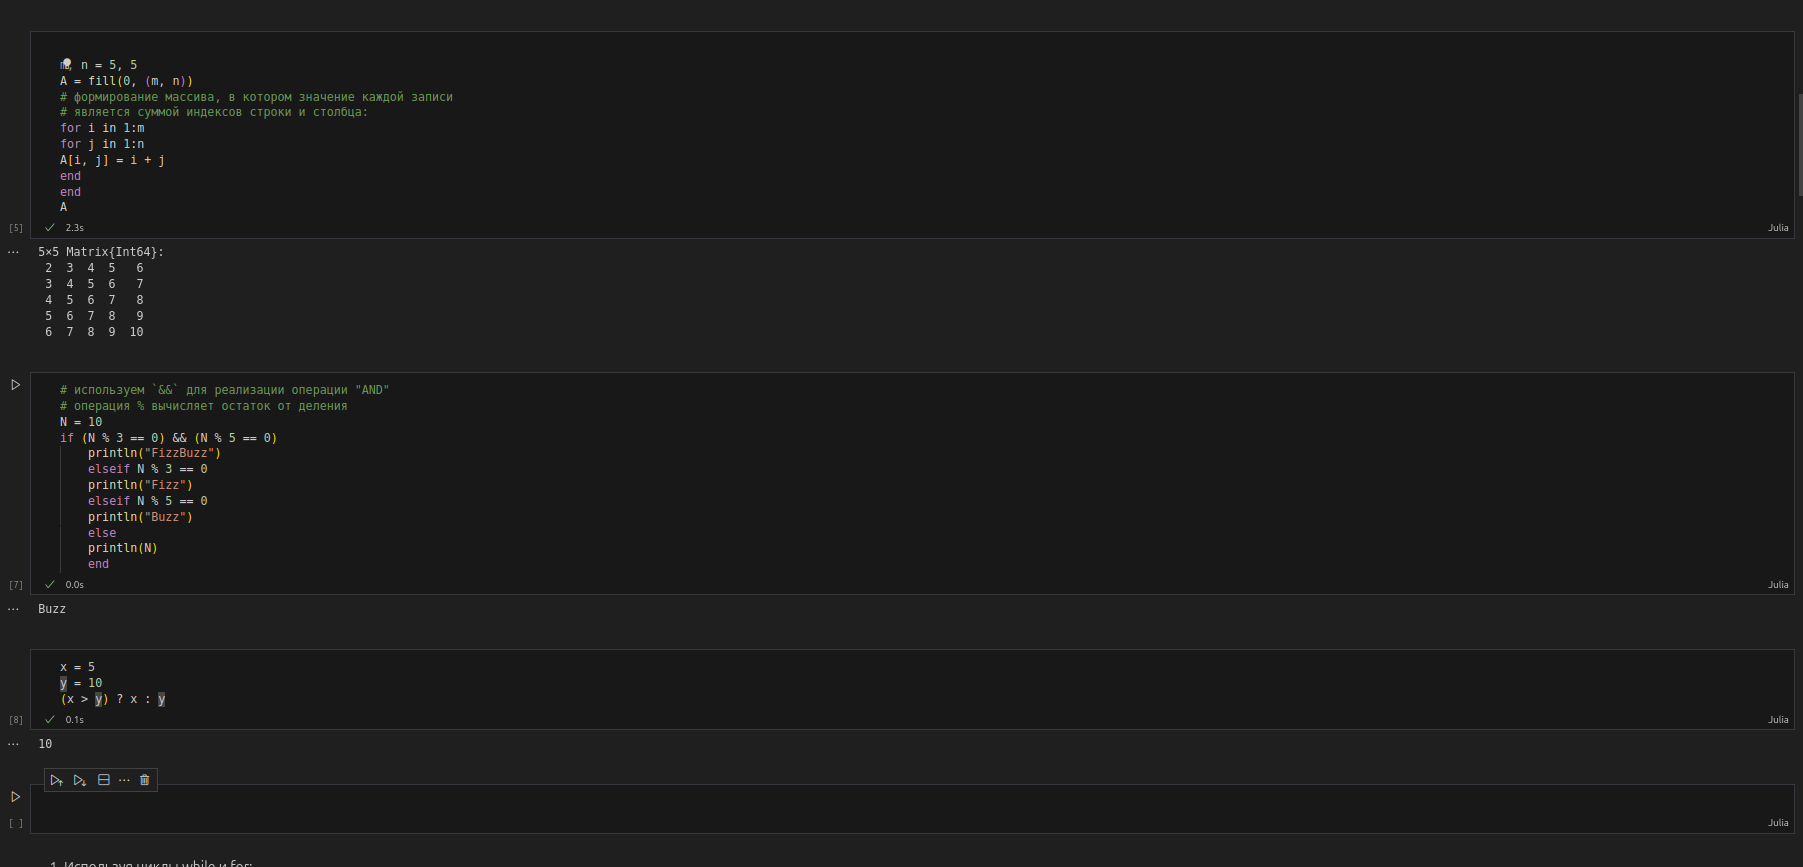 m, n = 5, 5
A = fill(0, (m, n))
# формирование массива, в котором значение каждой записи
# является суммой индексов строки и столбца:
for i in 1:m
for j in 1:n
A[i, j] = i + j
end
end
A
[5] 2.3s Julia
5×5 Matrix{Int64}:
2 3 4 5 6
3 4 5 6 7
4 5 6 7 8
5 6 7 8 9
6 7 8 9 10
# используем `&&` для реализации операции "AND"
# операция % вычисляет остаток от деления
N = 10
if (N % 3 == 0) && (N % 5 == 0)
println("FizzBuzz")
elseif N % 3 == 0
println("Fizz")
elseif N % 5 == 0
println("Buzz")
else
println(N)
end
[7] 0.0s Julia
Buzz
x = 5
y = 10
(x > y) ? x : y
[8] 0.1s Julia
10
[ ] Julia
1. Используя циклы while и for: